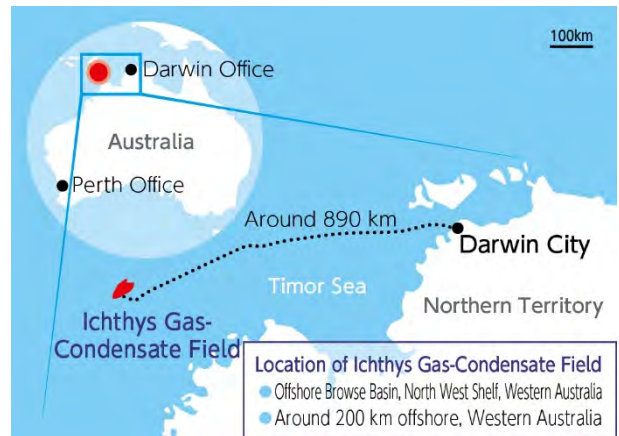 100km
Darwin Office
Australia
Perth Office
Around 890 km
Darwin City
Timor Sea
Northern Territory
Ichthys Gas-
Condensate Field
Location of Ichthys Gas-Condensate Field
Offshore Browse Basin, North West Shelf, Western Australia
Around 200 km offshore, Western Australia